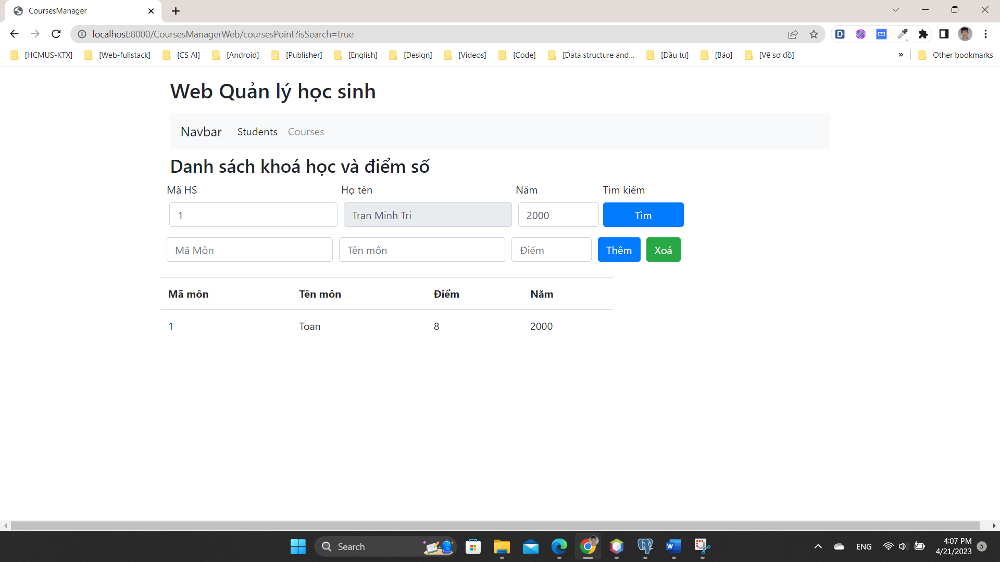 CoursesManager
localhost:8000/CoursesManagerWeb/coursesPoint?isSearch=true
[HCMUS-KTX] [Web-fullstack] [CS AI] [Android] [Publisher] [English] [Design] [Videos] [Code] [Data structure and... [Đầu tư] [Báo] [Vẽ sơ đồ] » Other bookmarks
Web Quản lý học sinh
Navbar Students Courses
Danh sách khoá học và điểm số
Mã HS Họ tên Năm Tìm kiếm
1 Tran Minh Tri 2000 Tìm
Mã Môn Tên môn Điểm Thêm Xoá
Mã môn Tên môn Điểm Năm
1 Toan 8 2000
Search ENG 4:07 PM
4/21/2023 5